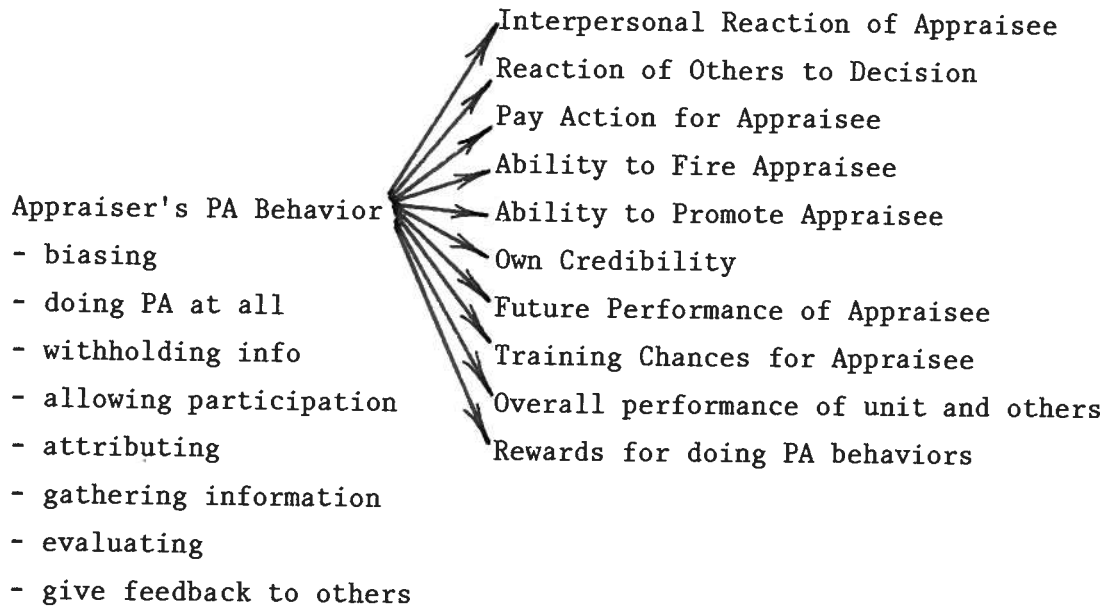 Interpersonal Reaction of Appraisee
Reaction of Others to Decision
Pay Action for Appraisee
Ability to Fire Appraisee
Ability to Promote Appraisee
Own Credibility
Future Performance of Appraisee
Training Chances for Appraisee
Overall performance of unit and others
Rewards for doing PA behaviors
Appraiser's PA Behavior
- biasing
- doing PA at all
- withholding info
- allowing participation
- attributing
- gathering information
- evaluating
- give feedback to others